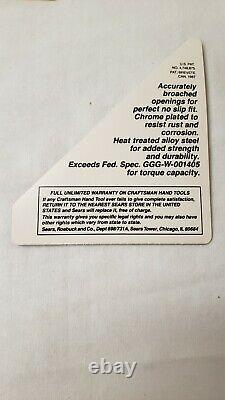 U.S. PAT.
NO. 4,746,875
PAT./BREVETE
CAN. 1987
Accurately
broached
openings for
perfect no slip fit.
Chrome plated to
resist rust and
corrosion.
Heat treated alloy steel
for added strength
and durability.
Exceeds Fed. Spec. GGG-W-001405
for torque capacity.
FULL UNLIMITED WARRANTY ON CRAFTSMAN HAND TOOLS
If any Craftsman Hand Tool ever fails to give complete satisfaction,
RETURN IT TO THE NEAREST SEARS STORE IN THE UNITED
STATES and Sears will replace it, free of charge.
This warranty gives you specific legal rights and you may also have
other rights which vary from state to state.
Sears, Roebuck and Co., Dept 698/731A, Sears Tower, Chicago, IL 60684
hdtools.com